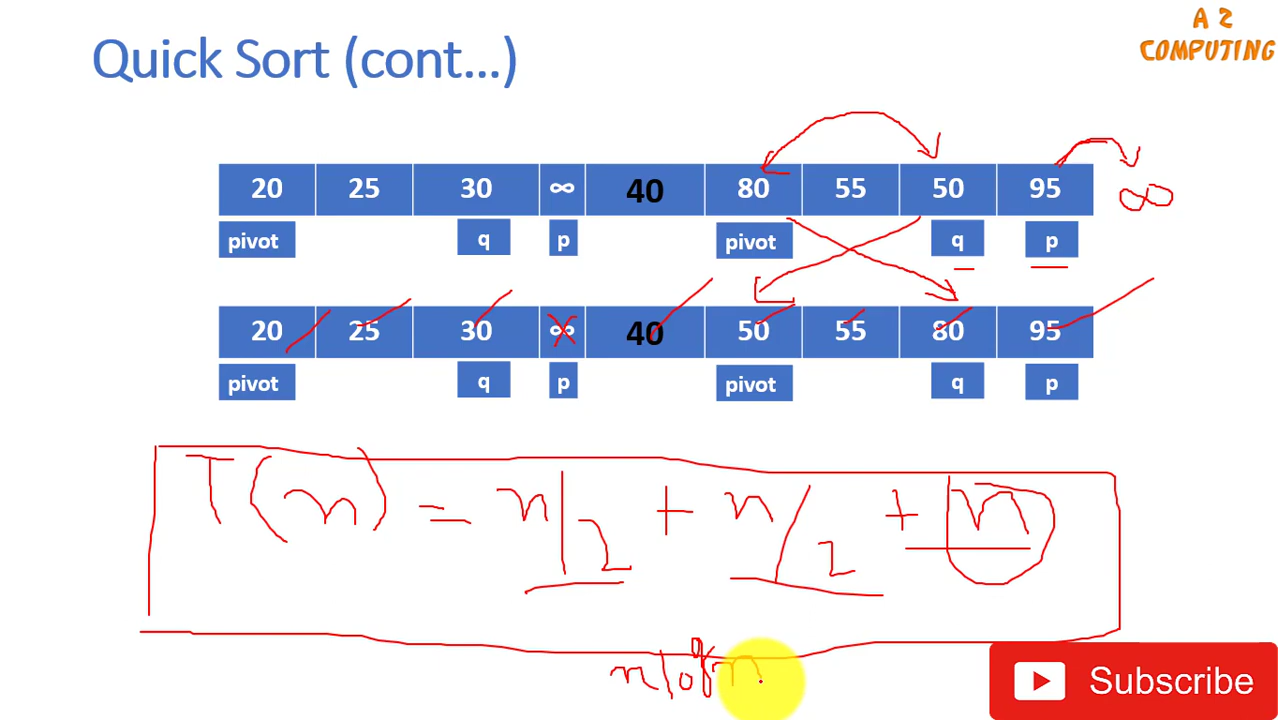 A 2
COMPUTING
Quick Sort (cont...)
20 25 30 ∞ 40 80 55 50 95 ∞
pivot q p pivot q p
20 25 30 ∞ 40 50 55 80 95
pivot q p pivot q p
T(n) = n/2 + n/2 + n
n log n
Subscribe